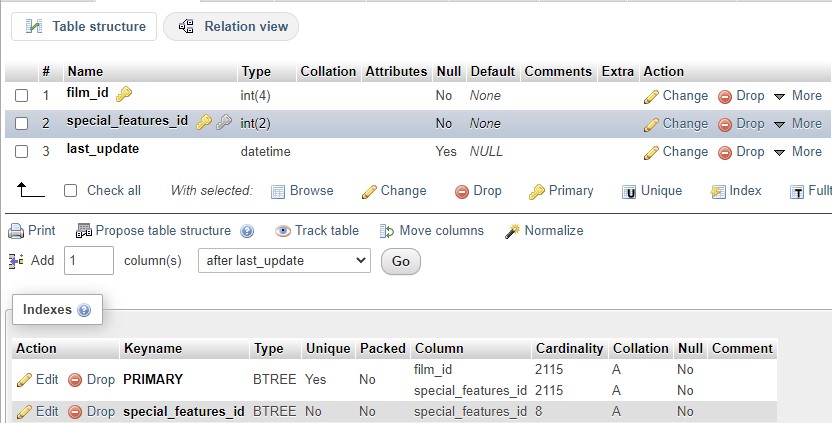 Table structure Relation view
# Name Type Collation Attributes Null Default Comments Extra Action
1 film_id int(4) No None Change Drop More
2 special_features_id int(2) No None Change Drop More
3 last_update datetime Yes NULL Change Drop More
Check all With selected: Browse Change Drop Primary U Unique Index T Fullt
Print Propose table structure Track table Move columns Normalize
Add 1 column(s) after last_update Go
Indexes
Action Keyname Type Unique Packed Column Cardinality Collation Null Comment
Edit Drop PRIMARY BTREE Yes No film_id 2115 A No
special_features_id 2115 A No
Edit Drop special_features_id BTREE No No special_features_id 8 A No